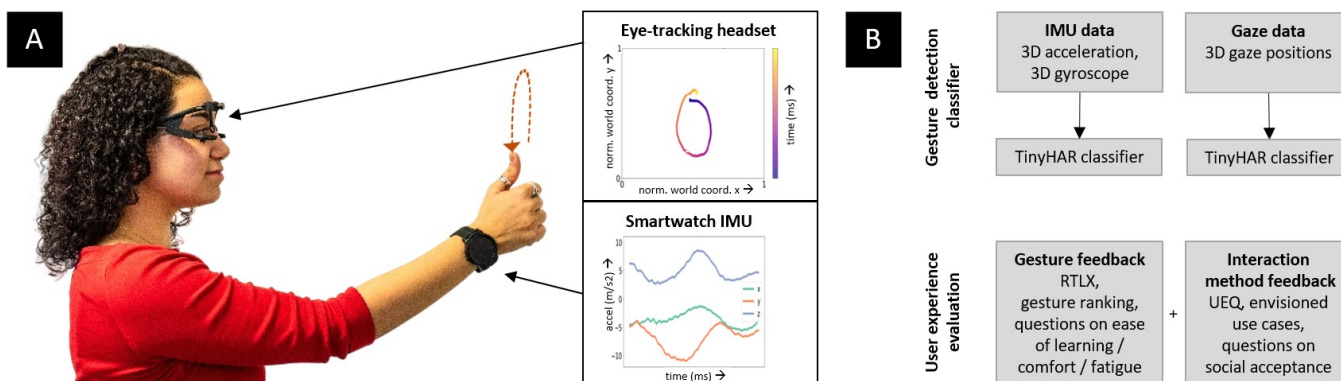 A
Eye-tracking headset
norm. world coord. y →
1
0
0
norm. world coord. x →
1
time (ms) →
Smartwatch IMU
accel (m/s2) →
10
5
0
−5
−10
x
y
z
time (ms) →
B
Gesture detection
classifier
IMU data
3D acceleration,
3D gyroscope
Gaze data
3D gaze positions
TinyHAR classifier
TinyHAR classifier
User experience
evaluation
Gesture feedback
RTLX,
gesture ranking,
questions on ease
of learning /
comfort / fatigue
+
Interaction
method feedback
UEQ, envisioned
use cases,
questions on
social acceptance